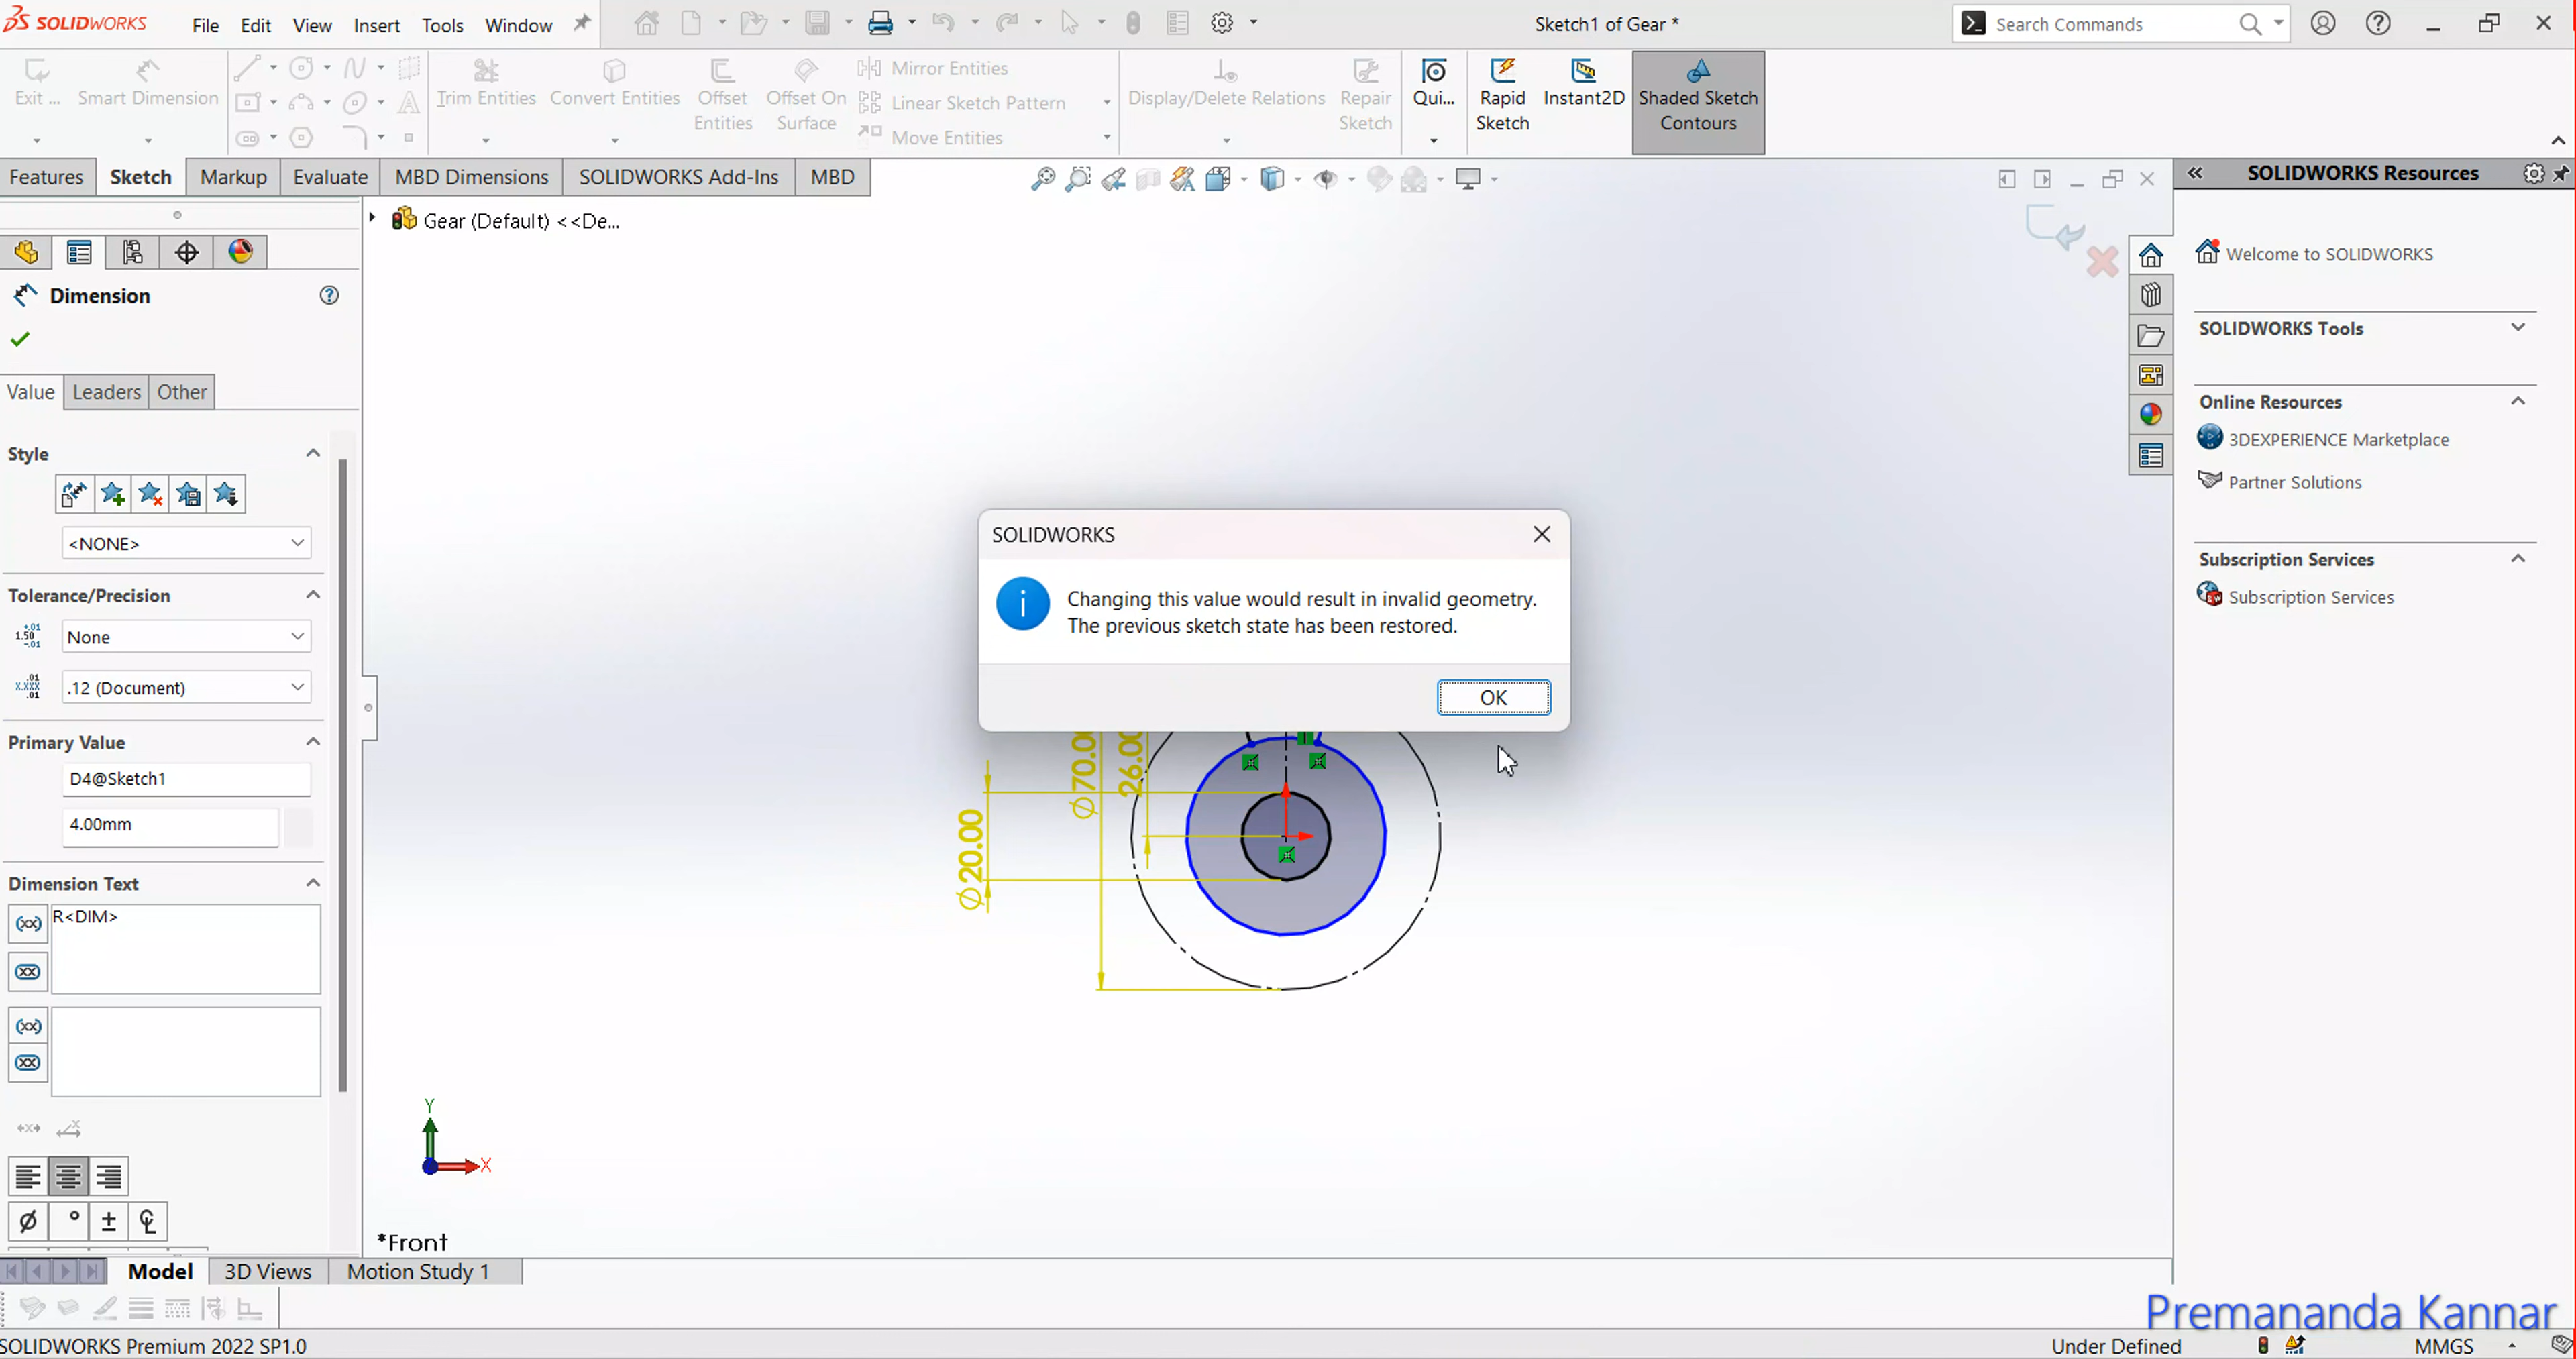 SOLIDWORKS
File Edit View Insert Tools Window
Sketch1 of Gear *
Search Commands
Exit ...
Smart Dimension
Trim Entities
Convert Entities
Offset Entities
Offset On Surface
Mirror Entities
Linear Sketch Pattern
Move Entities
Display/Delete Relations
Repair Sketch
Qui...
Rapid Sketch
Instant2D
Shaded Sketch Contours
Features Sketch Markup Evaluate MBD Dimensions SOLIDWORKS Add-Ins MBD
SOLIDWORKS Resources
Gear (Default) <<De...
Dimension
Value Leaders Other
Style
<NONE>
Tolerance/Precision
None
.12 (Document)
Primary Value
D4@Sketch1
4.00mm
Dimension Text
R<DIM>
SOLIDWORKS
Changing this value would result in invalid geometry.
The previous sketch state has been restored.
OK
⌀20.00
⌀70.0
26.00
Y
X
*Front
Welcome to SOLIDWORKS
SOLIDWORKS Tools
Online Resources
3DEXPERIENCE Marketplace
Partner Solutions
Subscription Services
Subscription Services
Model 3D Views Motion Study 1
Premananda Kannar
SOLIDWORKS Premium 2022 SP1.0
Under Defined
MMGS